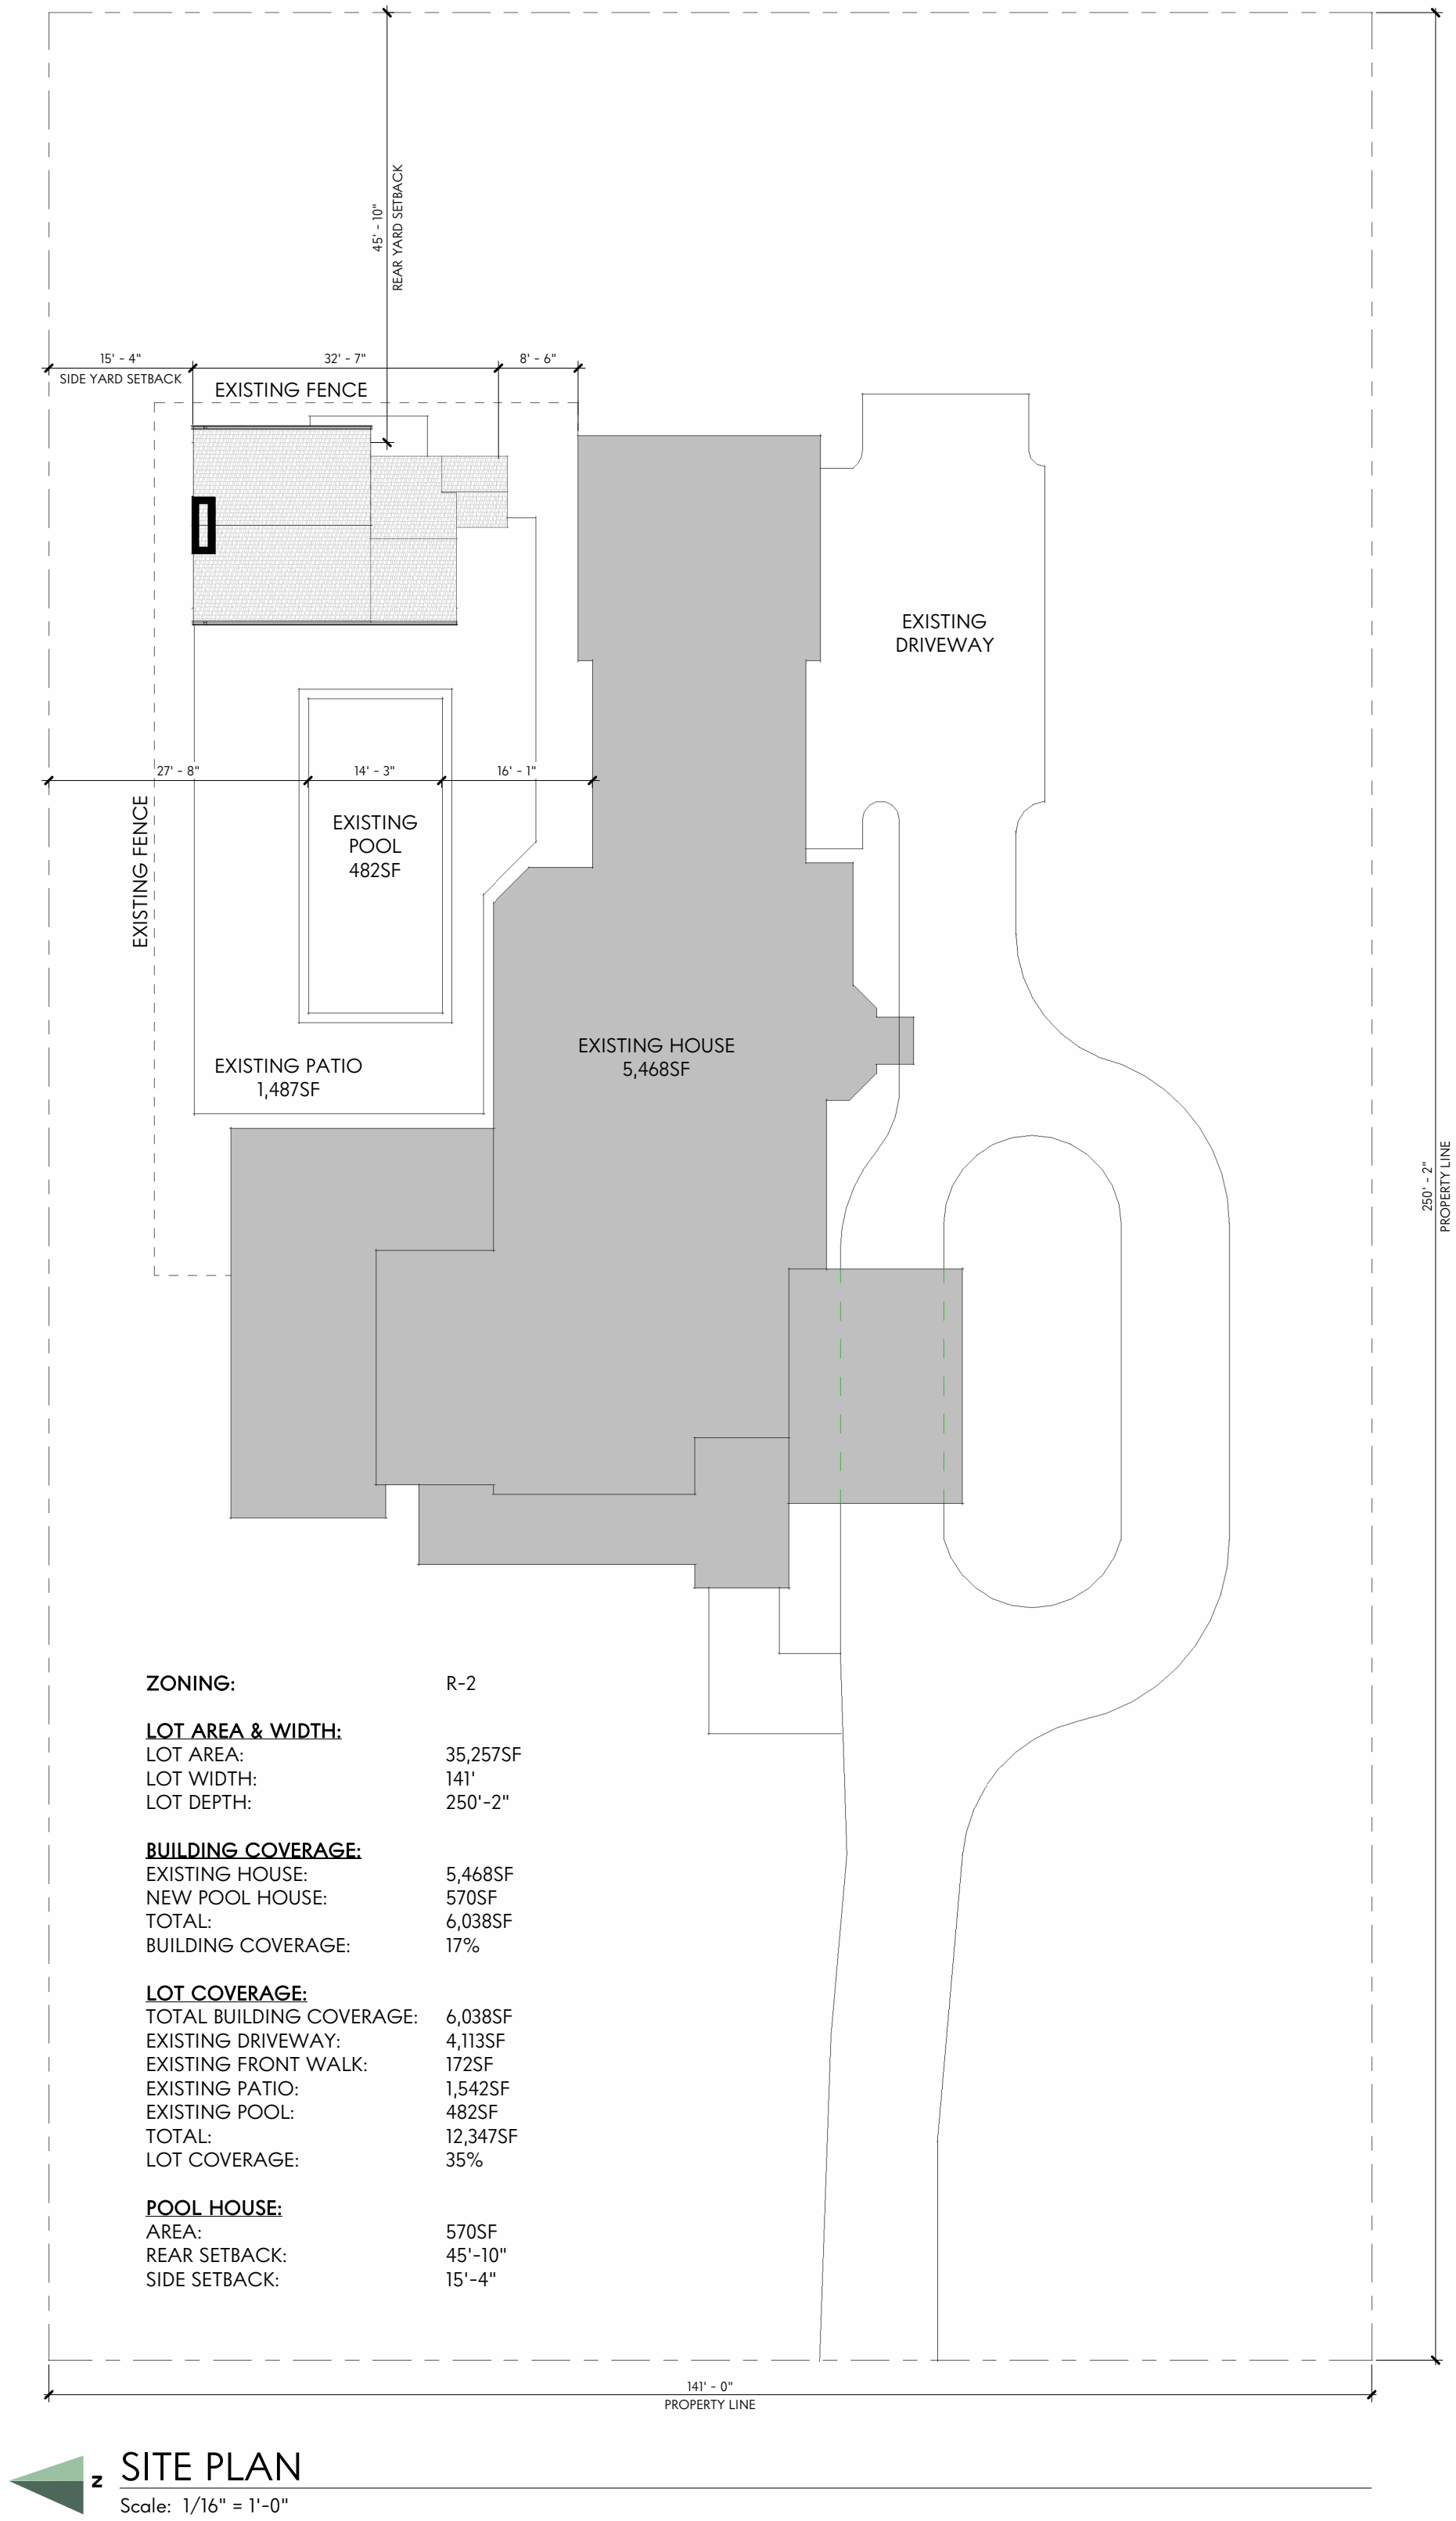 45' - 10"
REAR YARD SETBACK
15' - 4"
32' - 7"
8' - 6"
SIDE YARD SETBACK
EXISTING FENCE
EXISTING
DRIVEWAY
27' - 8"
14' - 3"
16' - 1"
EXISTING FENCE
EXISTING
POOL
482SF
EXISTING HOUSE
5,468SF
EXISTING PATIO
1,487SF
250' - 2"
PROPERTY LINE
ZONING: R-2
LOT AREA & WIDTH:
LOT AREA: 35,257SF
LOT WIDTH: 141'
LOT DEPTH: 250'-2"
BUILDING COVERAGE:
EXISTING HOUSE: 5,468SF
NEW POOL HOUSE: 570SF
TOTAL: 6,038SF
BUILDING COVERAGE: 17%
LOT COVERAGE:
TOTAL BUILDING COVERAGE: 6,038SF
EXISTING DRIVEWAY: 4,113SF
EXISTING FRONT WALK: 172SF
EXISTING PATIO: 1,542SF
EXISTING POOL: 482SF
TOTAL: 12,347SF
LOT COVERAGE: 35%
POOL HOUSE:
AREA: 570SF
REAR SETBACK: 45'-10"
SIDE SETBACK: 15'-4"
141' - 0"
PROPERTY LINE
N
SITE PLAN
Scale: 1/16" = 1'-0"